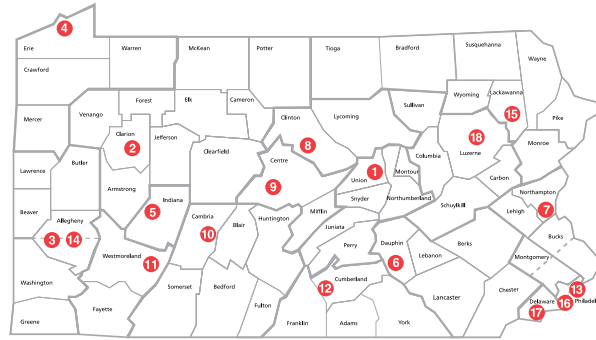 4
Erie
Warren
McKean
Potter
Tioga
Bradford
Susquehanna
Wayne
Crawford
Forest
Elk
Cameron
Sullivan
Wyoming
Lackawanna
15
Mercer
Venango
Clinton
Lycoming
Pike
Clarion
2
Jefferson
8
18
Luzerne
Monroe
Butler
Clearfield
Centre
1
Union
Montour
Columbia
Lawrence
Armstrong
Indiana
5
9
Snyder
Northumberland
Carbon
Northampton
7
Beaver
Allegheny
3
14
Cambria
10
Blair
Huntington
Mifflin
Juniata
Schuylkill
Lehigh
Westmoreland
11
Perry
Dauphin
6
Lebanon
Berks
Bucks
Montgomery
Washington
Somerset
Bedford
Fulton
12
Cumberland
Lancaster
Chester
Delaware
17
16
13
Philadel
Greene
Fayette
Franklin
Adams
York